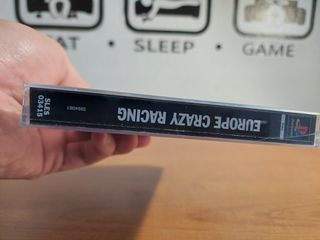 EAT • SLEEP • GAME
EUROPE CRAZY RACING
SLES
03415